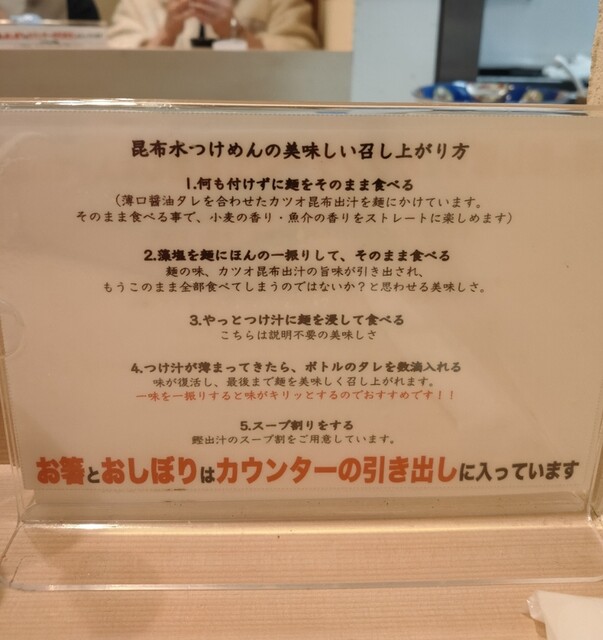 昆布水つけめんの美味しい召し上がり方
1.何も付けずに麺をそのまま食べる
(薄口醤油タレを合わせたカツオ昆布出汁を麺にかけています。
そのまま食べる事で、小麦の香り・魚介の香りをストレートに楽しめます)
2.藻塩を麺にほんの一振りして、そのまま食べる
麺の味、カツオ昆布出汁の旨味が引き出され、
もうこのまま全部食べてしまうのではないか？と思わせる美味しさ。
3.やっとつけ汁に麺を浸して食べる
こちらは説明不要の美味しさ
4.つけ汁が薄まってきたら、ボトルのタレを数滴入れる
味が復活し、最後まで麺を美味しく召し上がれます。
一味を一振りすると味がキリッとするのでおすすめです！！
5.スープ割りをする
鰹出汁のスープ割をご用意しています。
お箸とおしぼりはカウンターの引き出しに入っています